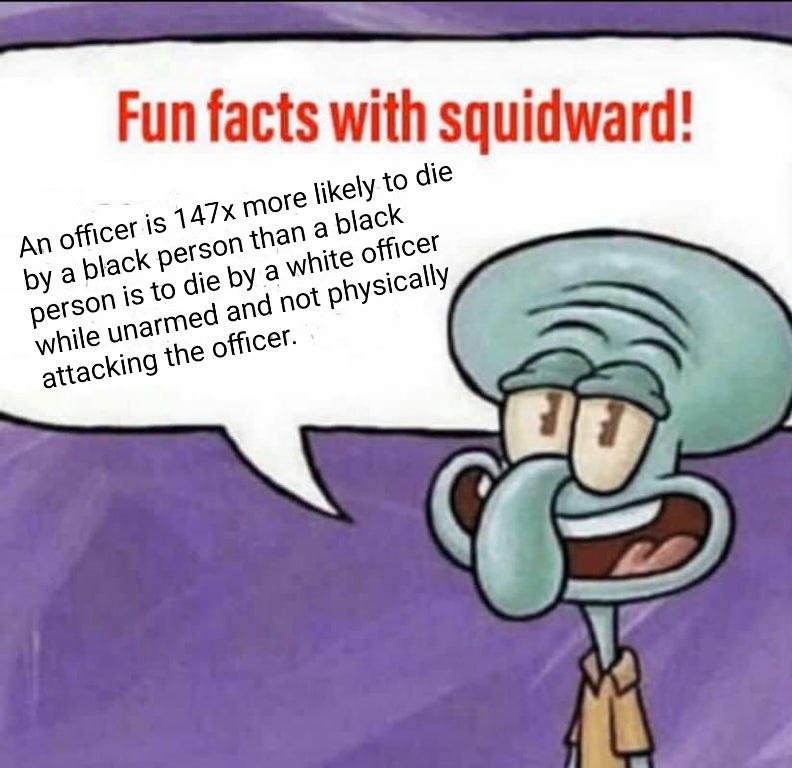 Fun facts with squidward!
An officer is 147x more likely to die
by a black person than a black
person is to die by a white officer
while unarmed and not physically
attacking the officer.